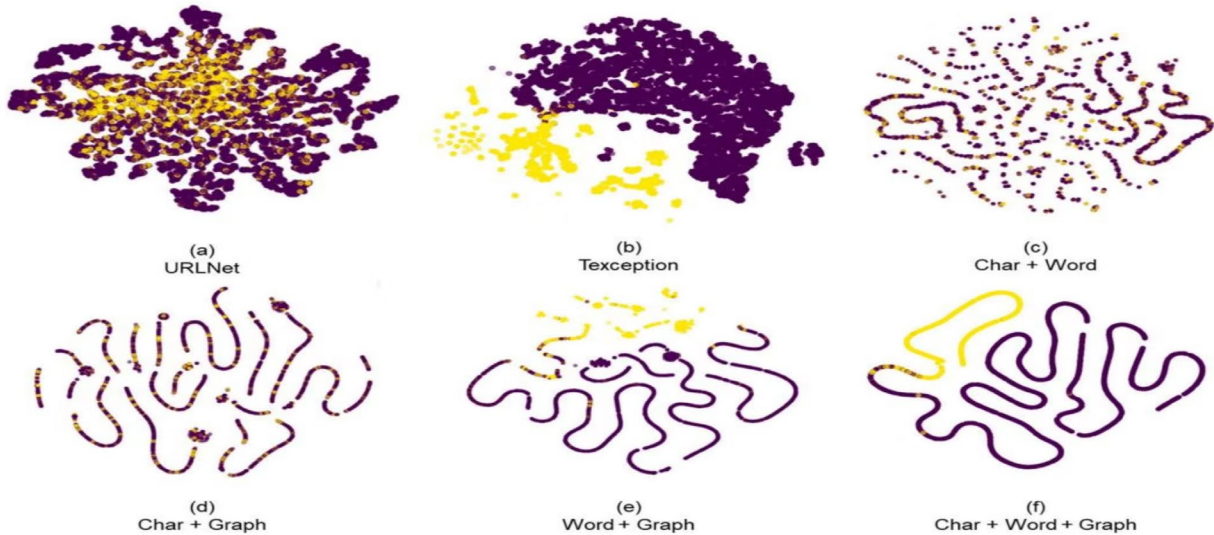 (a)
URLNet
(b)
Texception
(c)
Char + Word
(d)
Char + Graph
(e)
Word + Graph
(f)
Char + Word + Graph